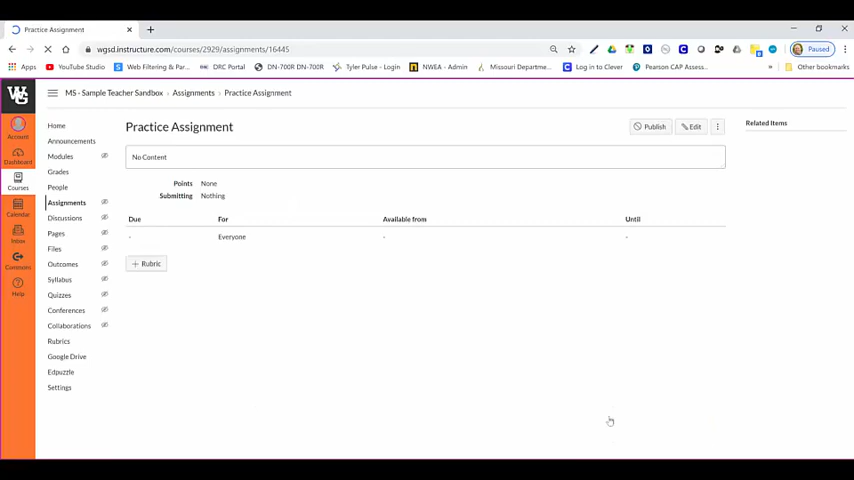 Practice Assignment
wgsd.instructure.com/courses/2929/assignments/16445
Paused
Apps YouTube Studio Web Filtering & Par... DRC Portal DN-700R DN-700R Tyler Pulse - Login NWEA - Admin Missouri Departme... Log in to Clever Pearson CAP Assess... » Other bookmarks
WG
MS - Sample Teacher Sandbox › Assignments › Practice Assignment
Account
Dashboard
Courses
Calendar
Inbox
Commons
Help
Home
Announcements
Modules
Grades
People
Assignments
Discussions
Pages
Files
Outcomes
Syllabus
Quizzes
Conferences
Collaborations
Rubrics
Google Drive
Edpuzzle
Settings
Practice Assignment
Publish Edit
No Content
Points None
Submitting Nothing
Due For Available from Until
- Everyone - -
+ Rubric
Related Items